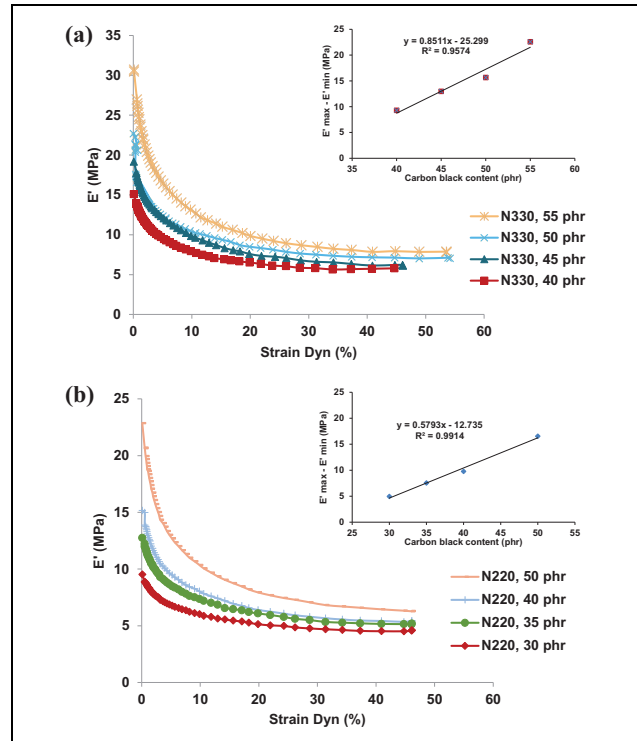 (a)
35
30
25
20
15
10
5
0
E' (MPa)
0 10 20 30 40 50 60
Strain Dyn (%)
y = 0.8511x - 25.299
R² = 0.9574
25
20
15
10
5
0
E' max - E' min (MPa)
35 40 45 50 55 60
Carbon black content (phr)
N330, 55 phr
N330, 50 phr
N330, 45 phr
N330, 40 phr
(b)
25
20
15
10
5
0
E' (MPa)
0 10 20 30 40 50 60
Strain Dyn (%)
y = 0.5793x - 12.735
R² = 0.9914
25
20
15
10
5
0
E' max - E' min (MPa)
25 30 35 40 45 50 55
Carbon black content (phr)
N220, 50 phr
N220, 40 phr
N220, 35 phr
N220, 30 phr